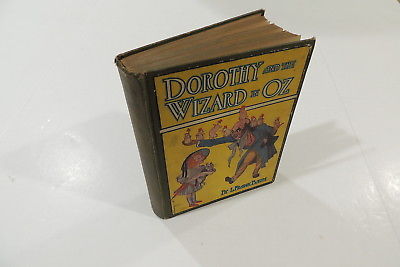 DOROTHY AND THE
WIZARD IN OZ
BY L. FRANK BAUM